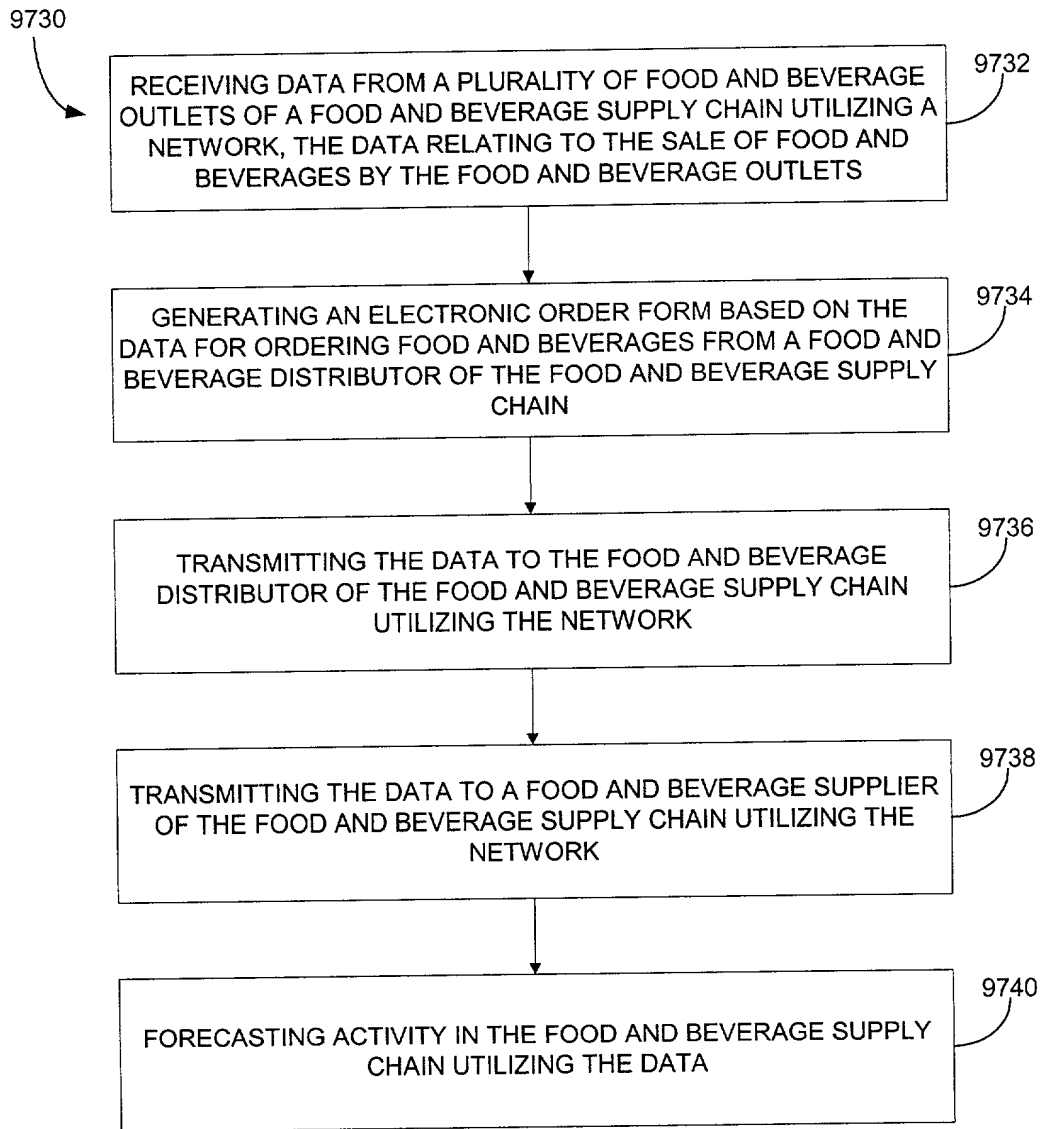 9730
RECEIVING DATA FROM A PLURALITY OF FOOD AND BEVERAGE
OUTLETS OF A FOOD AND BEVERAGE SUPPLY CHAIN UTILIZING A
NETWORK, THE DATA RELATING TO THE SALE OF FOOD AND
BEVERAGES BY THE FOOD AND BEVERAGE OUTLETS
9732
GENERATING AN ELECTRONIC ORDER FORM BASED ON THE
DATA FOR ORDERING FOOD AND BEVERAGES FROM A FOOD AND
BEVERAGE DISTRIBUTOR OF THE FOOD AND BEVERAGE SUPPLY
CHAIN
9734
TRANSMITTING THE DATA TO THE FOOD AND BEVERAGE
DISTRIBUTOR OF THE FOOD AND BEVERAGE SUPPLY CHAIN
UTILIZING THE NETWORK
9736
TRANSMITTING THE DATA TO A FOOD AND BEVERAGE SUPPLIER
OF THE FOOD AND BEVERAGE SUPPLY CHAIN UTILIZING THE
NETWORK
9738
FORECASTING ACTIVITY IN THE FOOD AND BEVERAGE SUPPLY
CHAIN UTILIZING THE DATA
9740